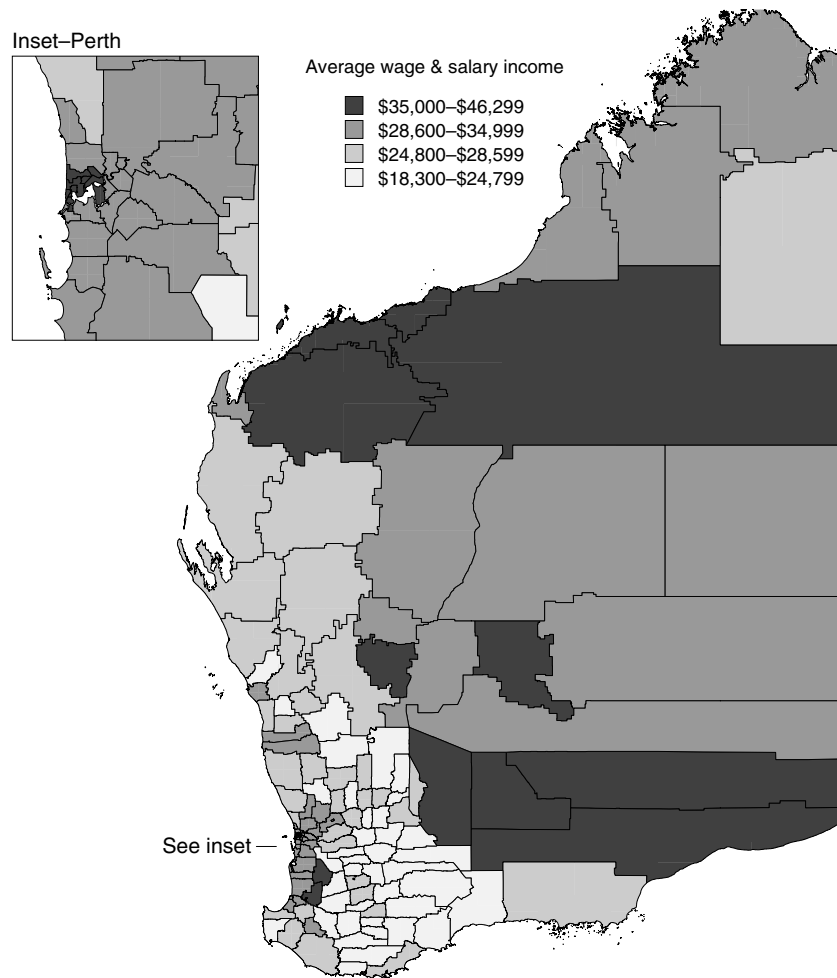 Inset–Perth
Average wage & salary income
$35,000–$46,299
$28,600–$34,999
$24,800–$28,599
$18,300–$24,799
See inset